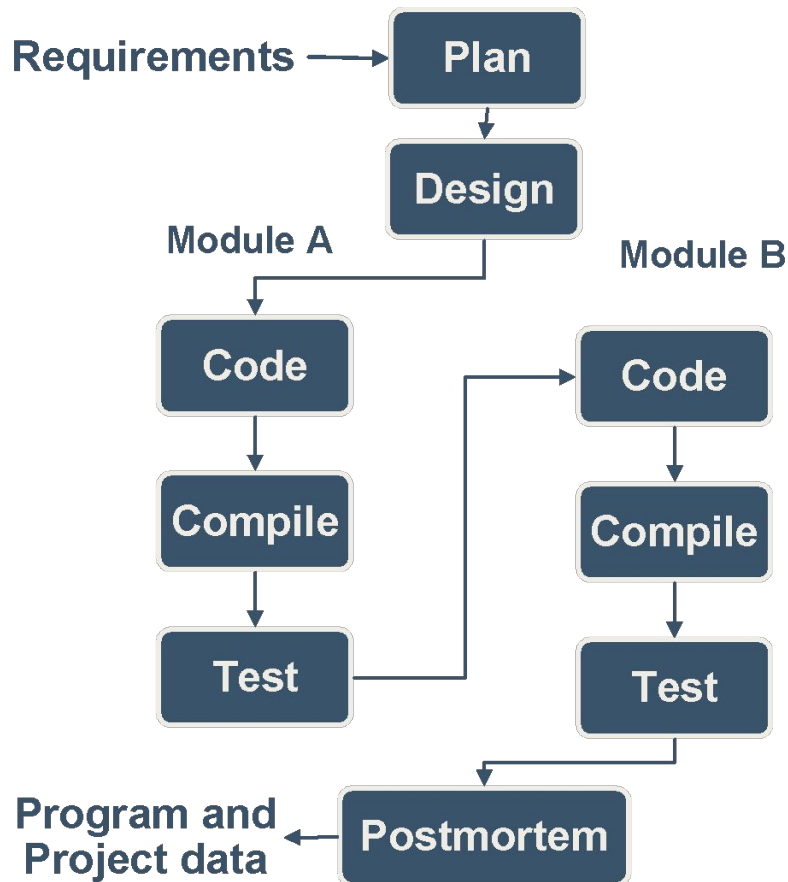 Requirements
Plan
Design
Module A
Module B
Code
Compile
Test
Code
Compile
Test
Postmortem
Program and
Project data